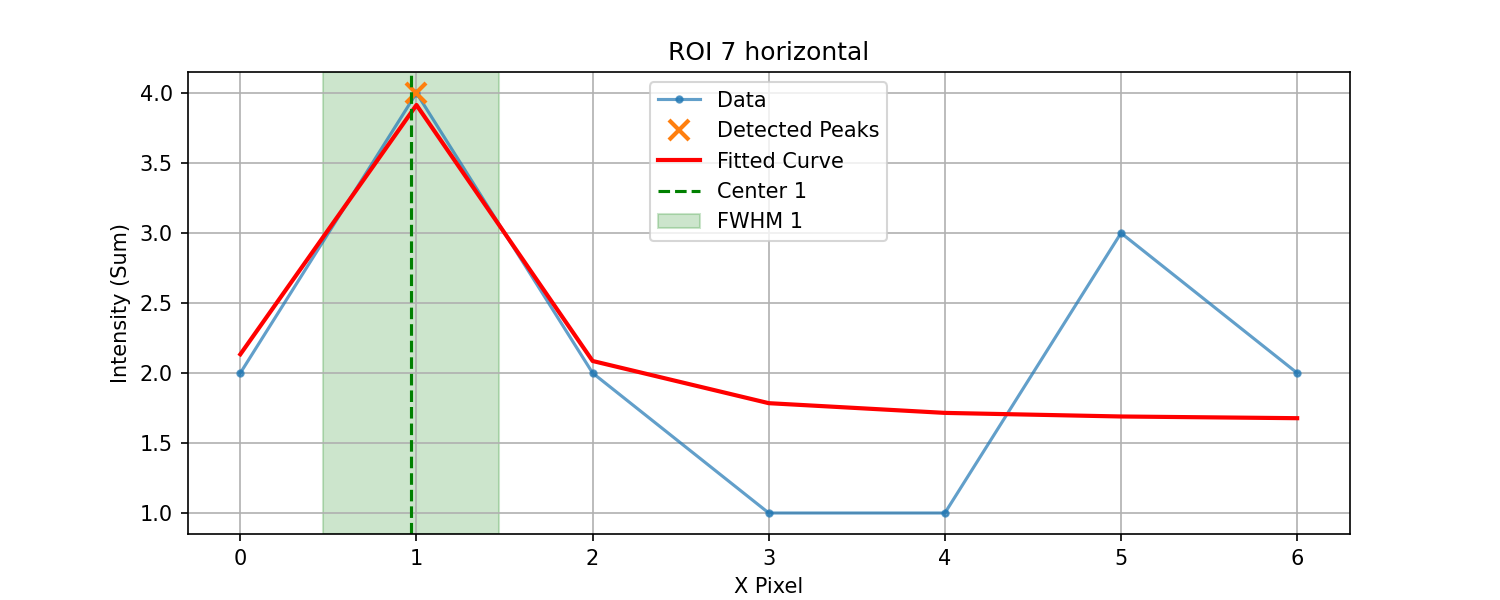 ROI 7 horizontal
Data
Detected Peaks
Fitted Curve
Center 1
FWHM 1
Intensity (Sum)
4.0
3.5
3.0
2.5
2.0
1.5
1.0
0 1 2 3 4 5 6
X Pixel